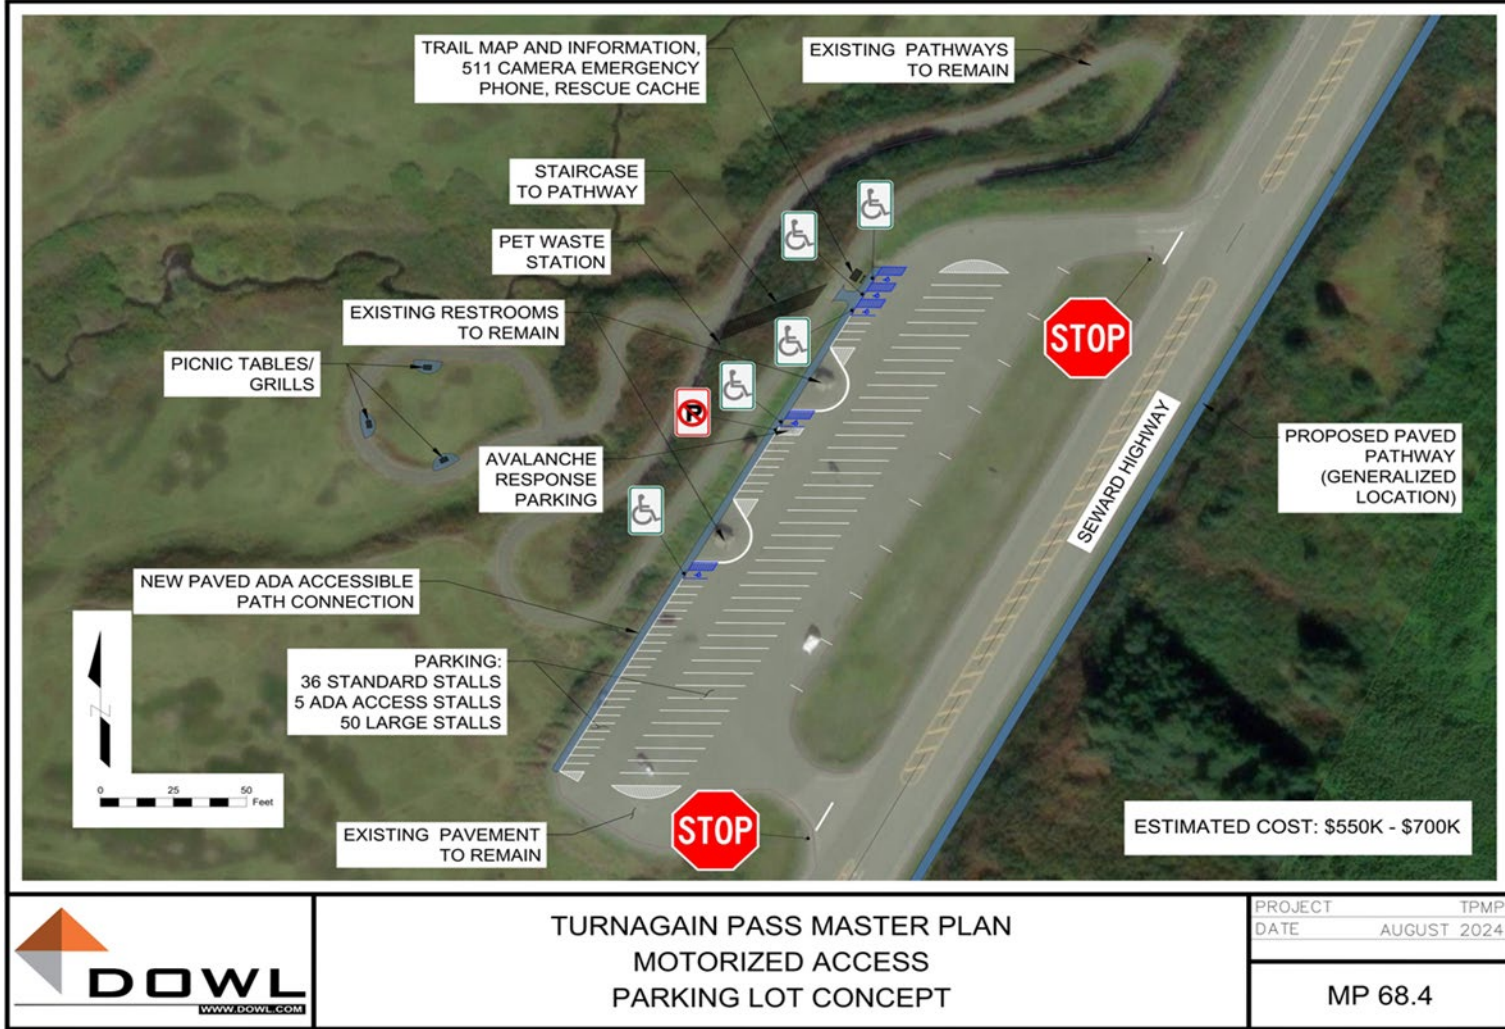 TRAIL MAP AND INFORMATION,
511 CAMERA EMERGENCY
PHONE, RESCUE CACHE
EXISTING PATHWAYS
TO REMAIN
STAIRCASE
TO PATHWAY
PET WASTE
STATION
EXISTING RESTROOMS
TO REMAIN
PICNIC TABLES/
GRILLS
STOP
P
AVALANCHE
RESPONSE
PARKING
SEWARD HIGHWAY
PROPOSED PAVED
PATHWAY
(GENERALIZED
LOCATION)
NEW PAVED ADA ACCESSIBLE
PATH CONNECTION
PARKING:
36 STANDARD STALLS
5 ADA ACCESS STALLS
50 LARGE STALLS
N
0 25 50
Feet
EXISTING PAVEMENT
TO REMAIN
STOP
ESTIMATED COST: $550K - $700K
DOWL
WWW.DOWL.COM
TURNAGAIN PASS MASTER PLAN
MOTORIZED ACCESS
PARKING LOT CONCEPT
PROJECT TPMP
DATE AUGUST 2024
MP 68.4